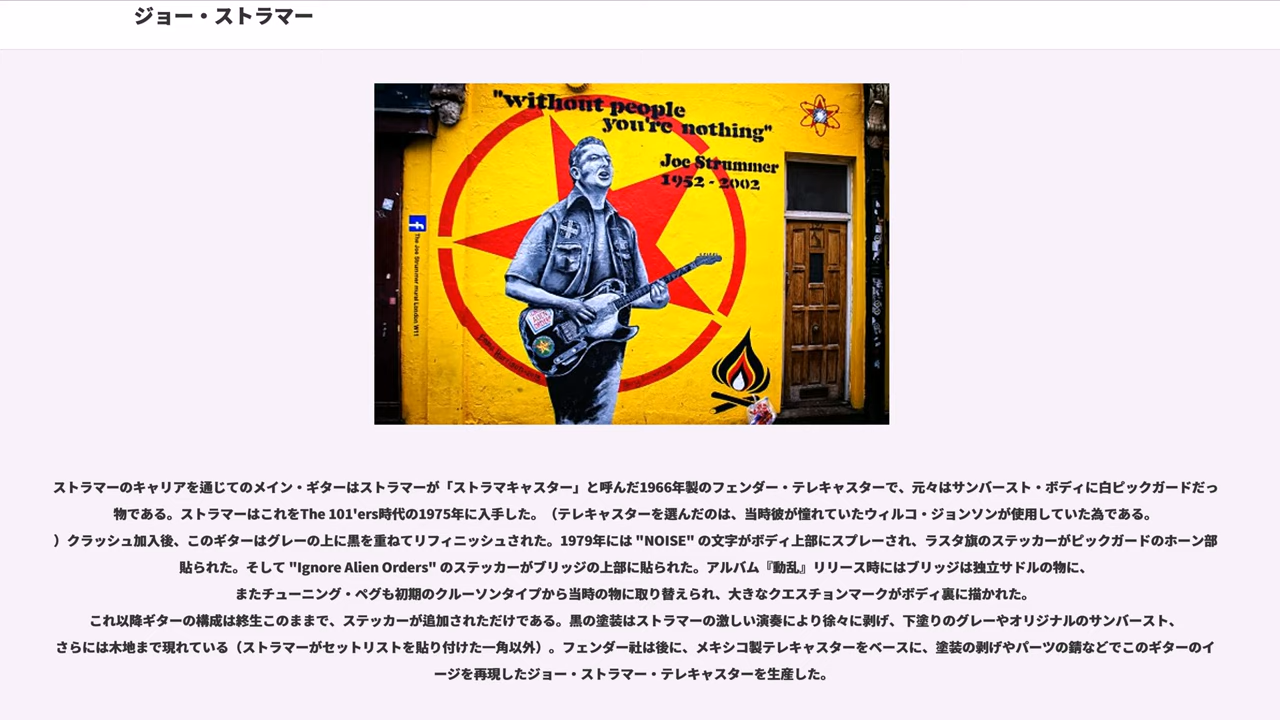 ジョー・ストラマー
"without people
you're nothing"
Joe Strummer
1952 - 2002
The Joe Strummer mural London W11
ストラマーのキャリアを通じてのメイン・ギターはストラマーが「ストラマキャスター」と呼んだ1966年製のフェンダー・テレキャスターで、元々はサンバースト・ボディに白ピックガードだっ
物である。ストラマーはこれをThe 101'ers時代の1975年に入手した。（テレキャスターを選んだのは、当時彼が憧れていたウィルコ・ジョンソンが使用していた為である。
）クラッシュ加入後、このギターはグレーの上に黒を重ねてリフィニッシュされた。1979年には "NOISE" の文字がボディ上部にスプレーされ、ラスタ旗のステッカーがピックガードのホーン部
貼られた。そして "Ignore Alien Orders" のステッカーがブリッジの上部に貼られた。アルバム『動乱』リリース時にはブリッジは独立サドルの物に、
またチューニング・ペグも初期のクルーソンタイプから当時の物に取り替えられ、大きなクエスチョンマークがボディ裏に描かれた。
これ以降ギターの構成は終生このままで、ステッカーが追加されただけである。黒の塗装はストラマーの激しい演奏により徐々に剥げ、下塗りのグレーやオリジナルのサンバースト、
さらには木地まで現れている（ストラマーがセットリストを貼り付けた一角以外）。フェンダー社は後に、メキシコ製テレキャスターをベースに、塗装の剥げやパーツの錆などでこのギターのイ
ージを再現したジョー・ストラマー・テレキャスターを生産した。